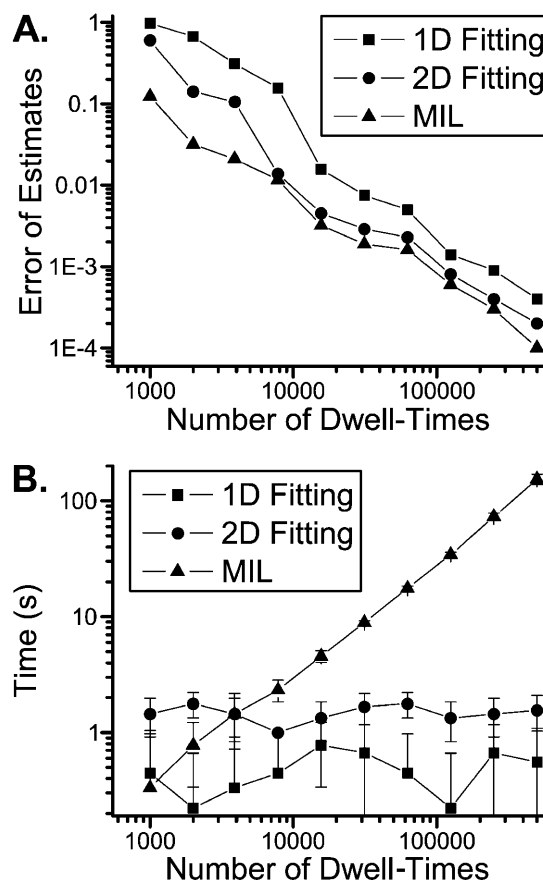 A.
1
0.1
0.01
1E-3
1E-4
Error of Estimates
1D Fitting
2D Fitting
MIL
1000
10000
100000
Number of Dwell-Times
B.
100
10
1
Time (s)
1D Fitting
2D Fitting
MIL
1000
10000
100000
Number of Dwell-Times